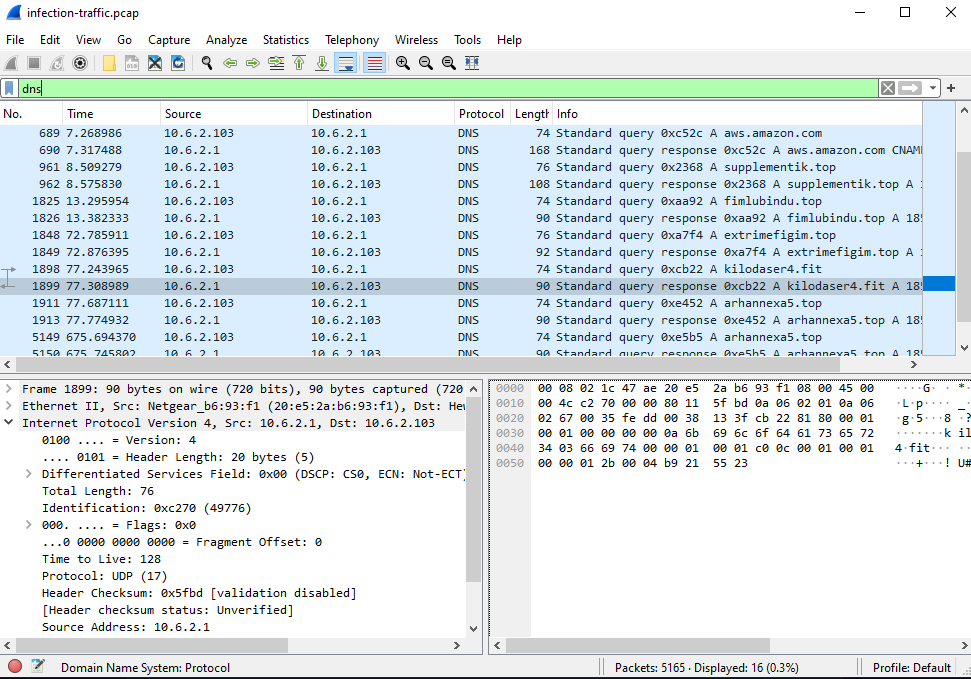 infection-traffic.pcap
File Edit View Go Capture Analyze Statistics Telephony Wireless Tools Help
dns
No. Time Source Destination Protocol Length Info
689 7.268986 10.6.2.103 10.6.2.1 DNS 74 Standard query 0xc52c A aws.amazon.com
690 7.317488 10.6.2.1 10.6.2.103 DNS 168 Standard query response 0xc52c A aws.amazon.com CNAM
961 8.509279 10.6.2.103 10.6.2.1 DNS 76 Standard query 0x2368 A supplementik.top
962 8.575830 10.6.2.1 10.6.2.103 DNS 108 Standard query response 0x2368 A supplementik.top A
1825 13.295954 10.6.2.103 10.6.2.1 DNS 74 Standard query 0xaa92 A fimlubindu.top
1826 13.382333 10.6.2.1 10.6.2.103 DNS 90 Standard query response 0xaa92 A fimlubindu.top A 185
1848 72.785911 10.6.2.103 10.6.2.1 DNS 76 Standard query 0xa7f4 A extrimefigim.top
1849 72.876395 10.6.2.1 10.6.2.103 DNS 92 Standard query response 0xa7f4 A extrimefigim.top A
1898 77.243965 10.6.2.103 10.6.2.1 DNS 74 Standard query 0xcb22 A kilodaser4.fit
1899 77.308989 10.6.2.1 10.6.2.103 DNS 90 Standard query response 0xcb22 A kilodaser4.fit A 185
1911 77.687111 10.6.2.103 10.6.2.1 DNS 74 Standard query 0xe452 A arhannexa5.top
1913 77.774932 10.6.2.1 10.6.2.103 DNS 90 Standard query response 0xe452 A arhannexa5.top A 185
5149 675.694370 10.6.2.103 10.6.2.1 DNS 74 Standard query 0xe5b5 A arhannexa5.top
5150 675.745802 10.6.2.1 10.6.2.103 DNS 90 Standard query response 0xe5b5 A arhannexa5.top A 185
Frame 1899: 90 bytes on wire (720 bits), 90 bytes captured (720
Ethernet II, Src: Netgear_b6:93:f1 (20:e5:2a:b6:93:f1), Dst: Hew
Internet Protocol Version 4, Src: 10.6.2.1, Dst: 10.6.2.103
0100 .... = Version: 4
.... 0101 = Header Length: 20 bytes (5)
Differentiated Services Field: 0x00 (DSCP: CS0, ECN: Not-ECT)
Total Length: 76
Identification: 0xc270 (49776)
000. .... = Flags: 0x0
...0 0000 0000 0000 = Fragment Offset: 0
Time to Live: 128
Protocol: UDP (17)
Header Checksum: 0x5fbd [validation disabled]
[Header checksum status: Unverified]
Source Address: 10.6.2.1
0000 00 08 02 1c 47 ae 20 e5 2a b6 93 f1 08 00 45 00 ····G· *
0010 00 4c c2 70 00 00 80 11 5f bd 0a 06 02 01 0a 06 ·L·p···· _
0020 02 67 00 35 fe dd 00 38 13 3f cb 22 81 80 00 01 ·g·5···8 ·?
0030 00 01 00 00 00 00 0a 6b 69 6c 6f 64 61 73 65 72 ·······k il
0040 34 03 66 69 74 00 00 01 00 01 c0 0c 00 01 00 01 4·fit···
0050 00 00 01 2b 00 04 b9 21 55 23 ···+···! U#
Domain Name System: Protocol
Packets: 5165 · Displayed: 16 (0.3%)
Profile: Default